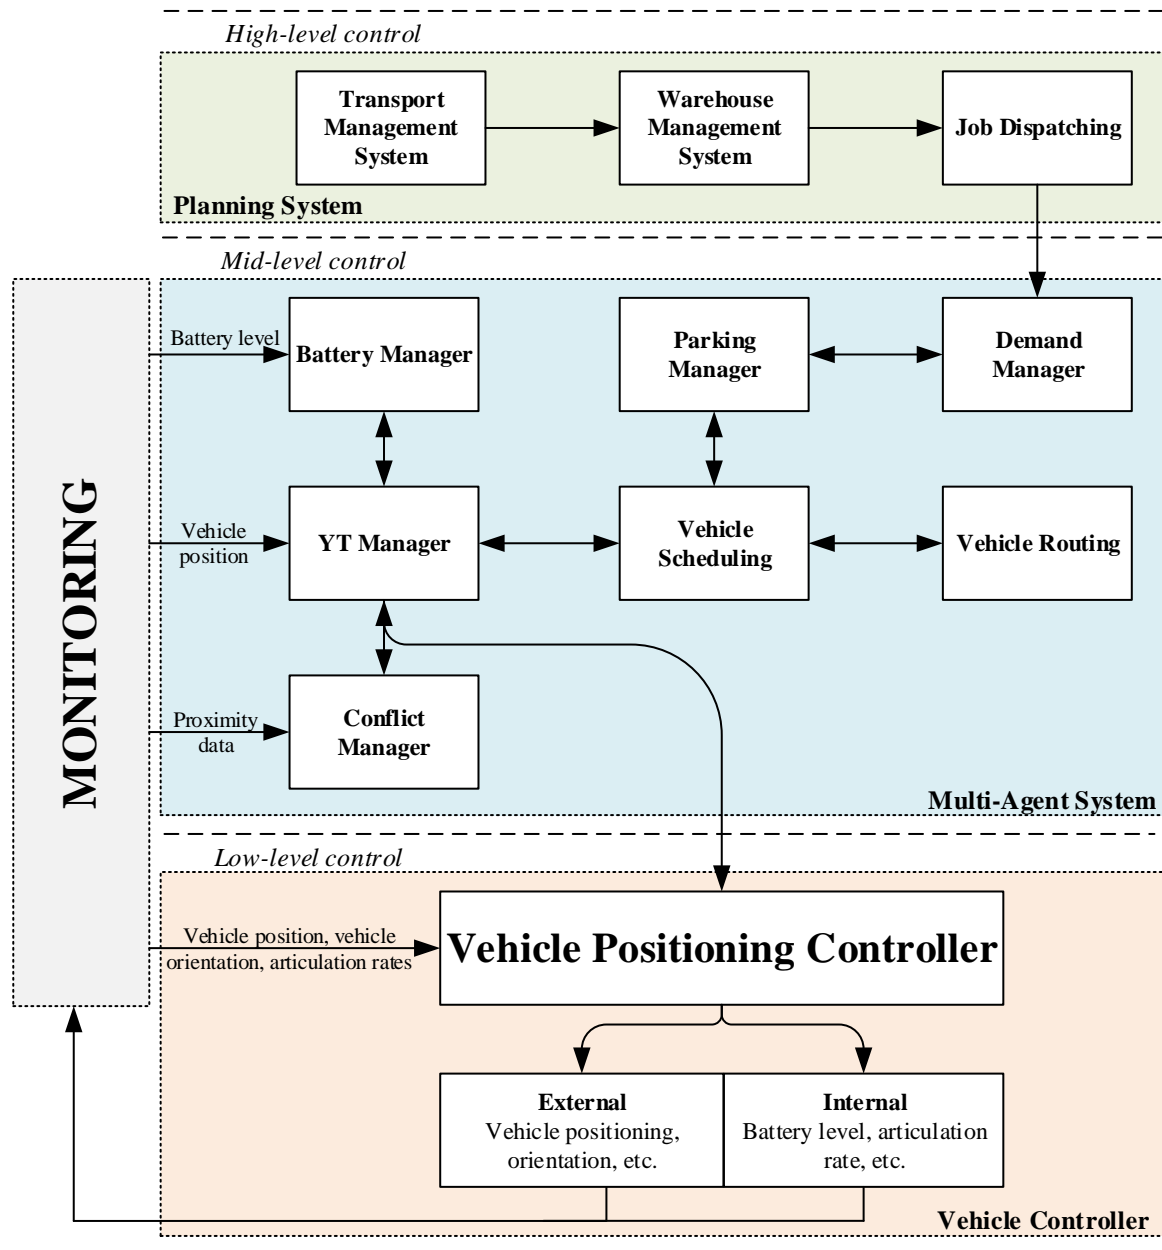 High-level control
Transport
Management
System
Warehouse
Management
System
Job Dispatching
Planning System
Mid-level control
MONITORING
Battery level
Battery Manager
Parking
Manager
Demand
Manager
Vehicle
position
YT Manager
Vehicle
Scheduling
Vehicle Routing
Proximity
data
Conflict
Manager
Multi-Agent System
Low-level control
Vehicle position, vehicle
orientation, articulation rates
Vehicle Positioning Controller
External
Vehicle positioning,
orientation, etc.
Internal
Battery level, articulation
rate, etc.
Vehicle Controller